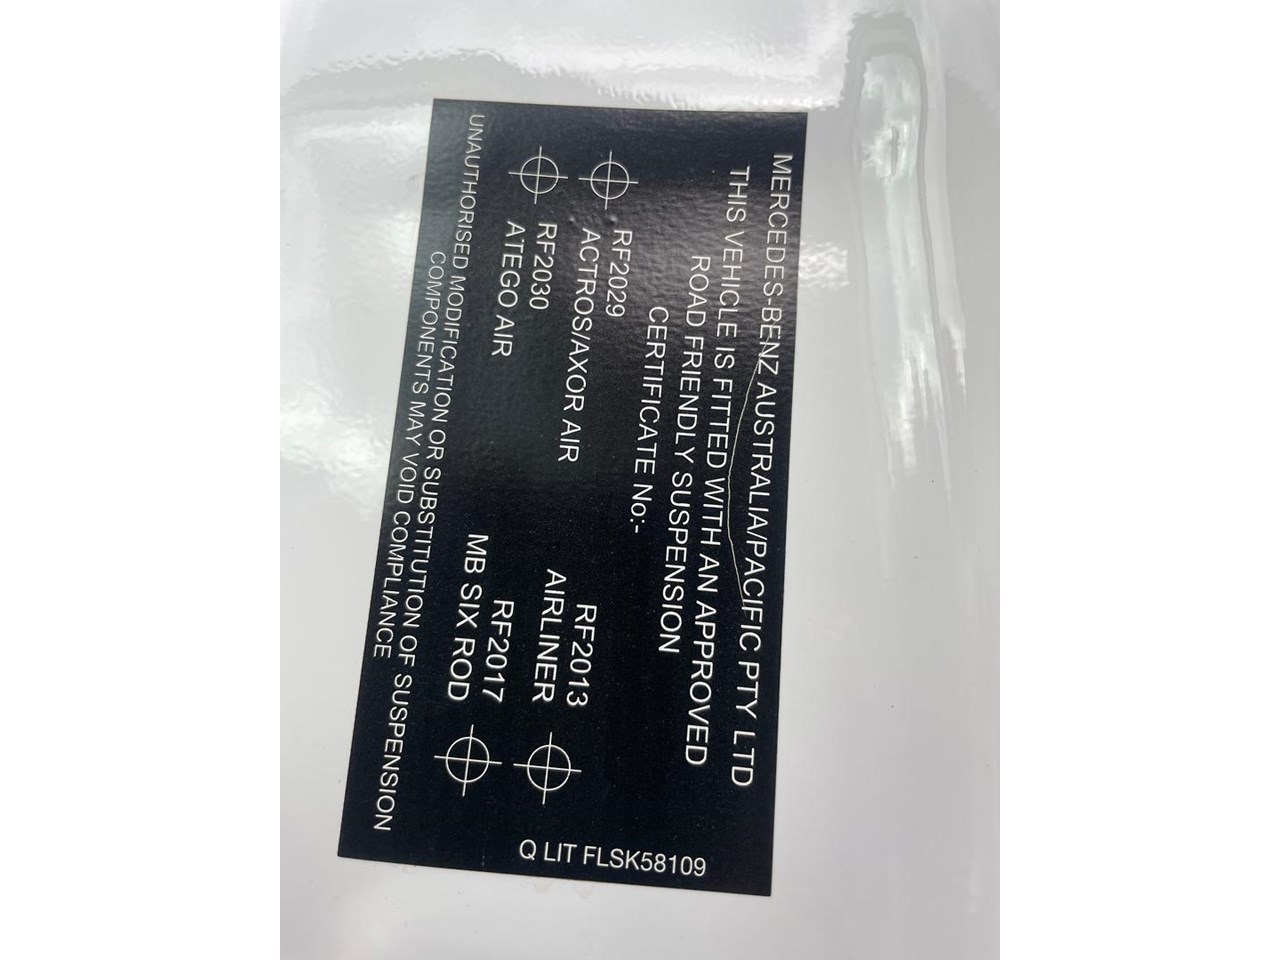 MERCEDES-BENZ AUSTRALIA/PACIFIC PTY LTD
THIS VEHICLE IS FITTED WITH AN APPROVED
ROAD FRIENDLY SUSPENSION
CERTIFICATE No:-
RF2029
ACTROS/AXOR AIR
RF2013
AIRLINER
RF2030
ATEGO AIR
RF2017
MB SIX ROD
UNAUTHORISED MODIFICATION OR SUBSTITUTION OF SUSPENSION
COMPONENTS MAY VOID COMPLIANCE
Q LIT FLSK58109